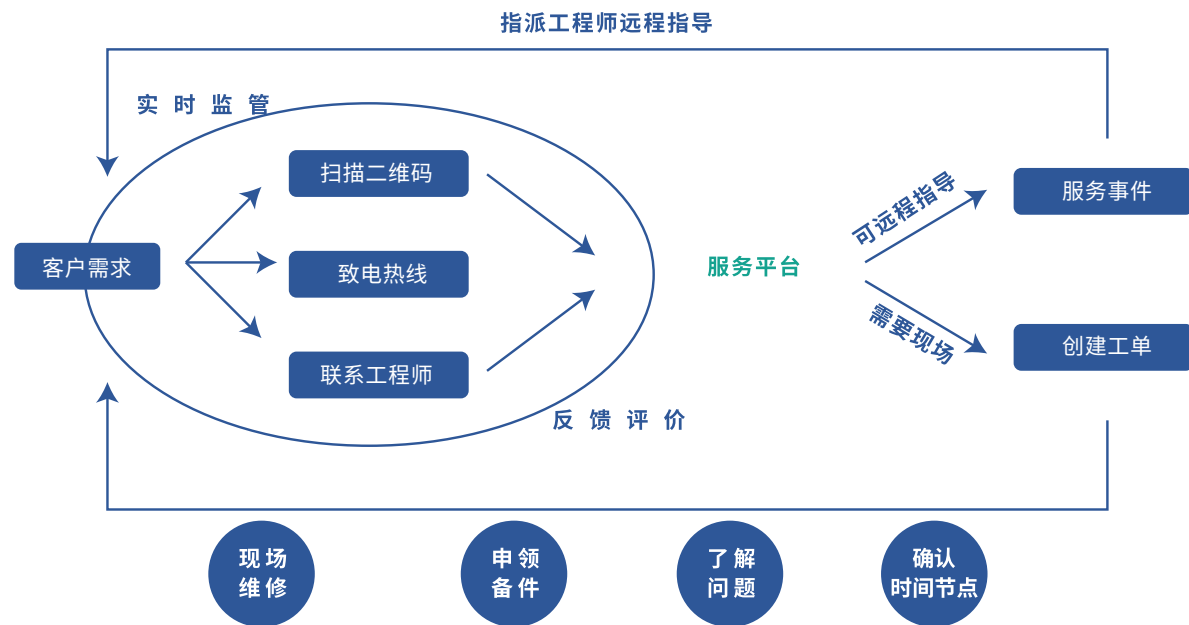 指派工程师远程指导
实时监管
扫描二维码
可远程指导
服务事件
客户需求
致电热线
服务平台
需要现场
创建工单
联系工程师
反馈评价
现场
维修
申领
备件
了解
问题
确认
时间节点